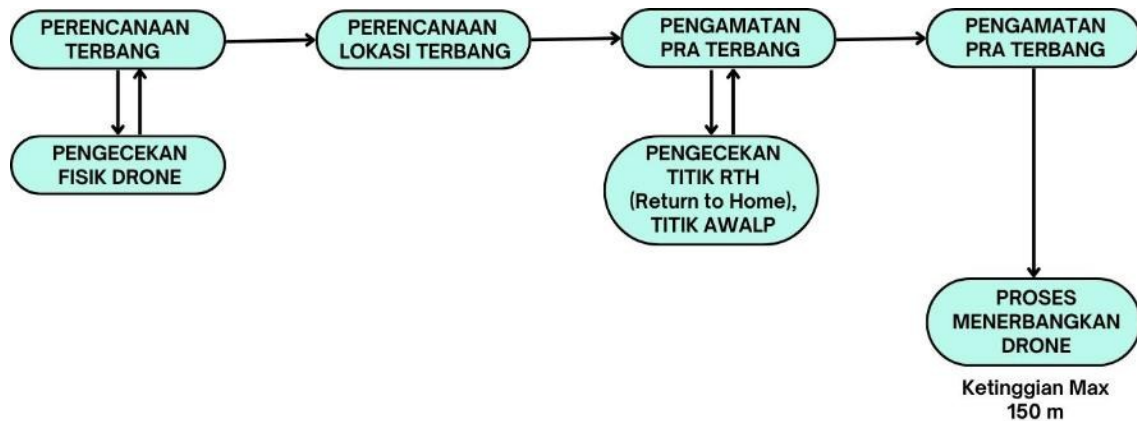 PERENCANAAN
TERBANG
PERENCANAAN
LOKASI TERBANG
PENGAMATAN
PRA TERBANG
PENGAMATAN
PRA TERBANG
PENGECEKAN
FISIK DRONE
PENGECEKAN
TITIK RTH
(Return to Home),
TITIK AWALP
PROSES
MENERBANGKAN
DRONE
Ketinggian Max
150 m